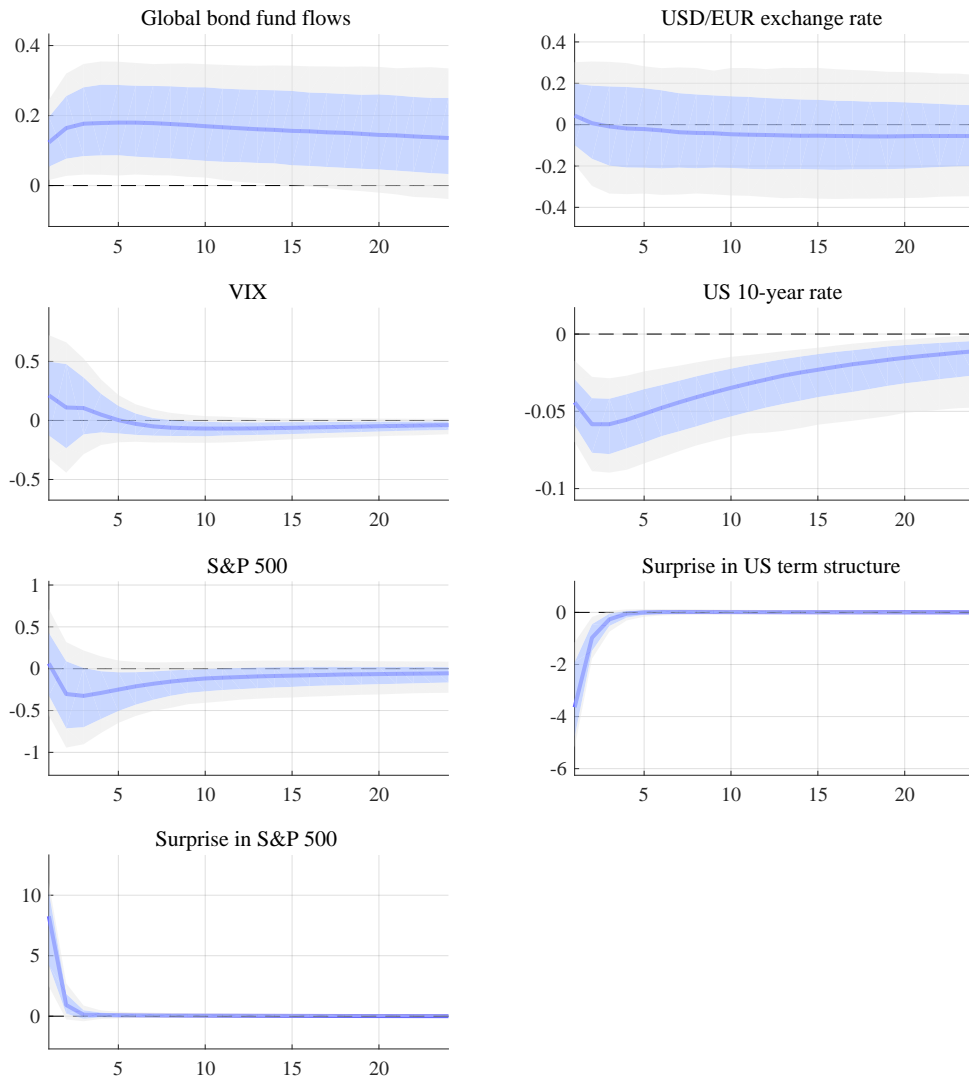 Global bond fund flows
0.4
0.2
0
5 10 15 20
USD/EUR exchange rate
0.4
0.2
0
-0.2
-0.4
5 10 15 20
VIX
0.5
0
-0.5
5 10 15 20
US 10-year rate
0
-0.05
-0.1
5 10 15 20
S&P 500
1
0.5
0
-0.5
-1
5 10 15 20
Surprise in US term structure
0
-2
-4
-6
5 10 15 20
Surprise in S&P 500
10
5
0
5 10 15 20